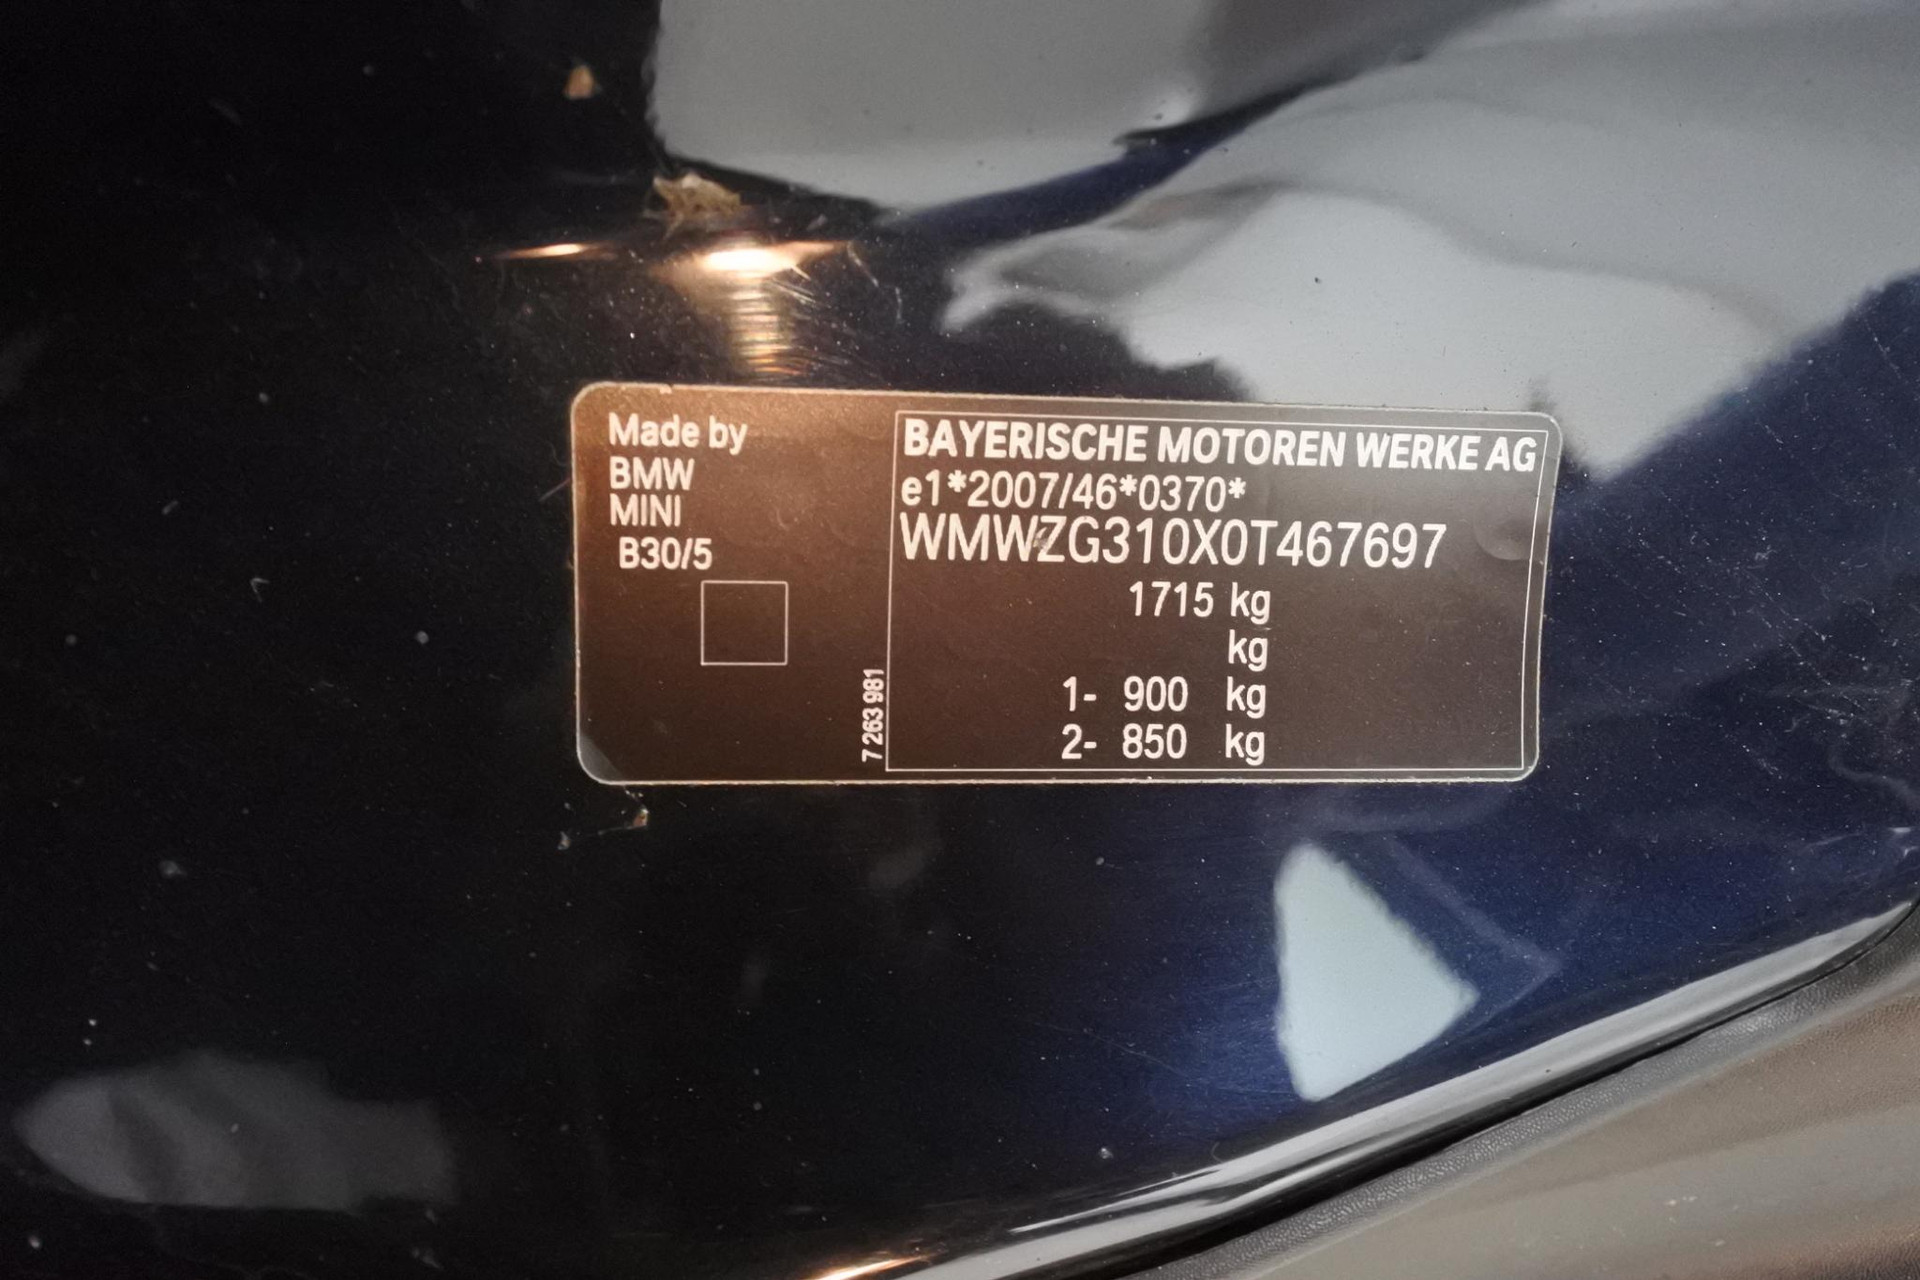 Made by
BMW
MINI
B30/5
7 263 981
BAYERISCHE MOTOREN WERKE AG
e1*2007/46*0370*
WMWZG310X0T467697
1715 kg
kg
1- 900 kg
2- 850 kg